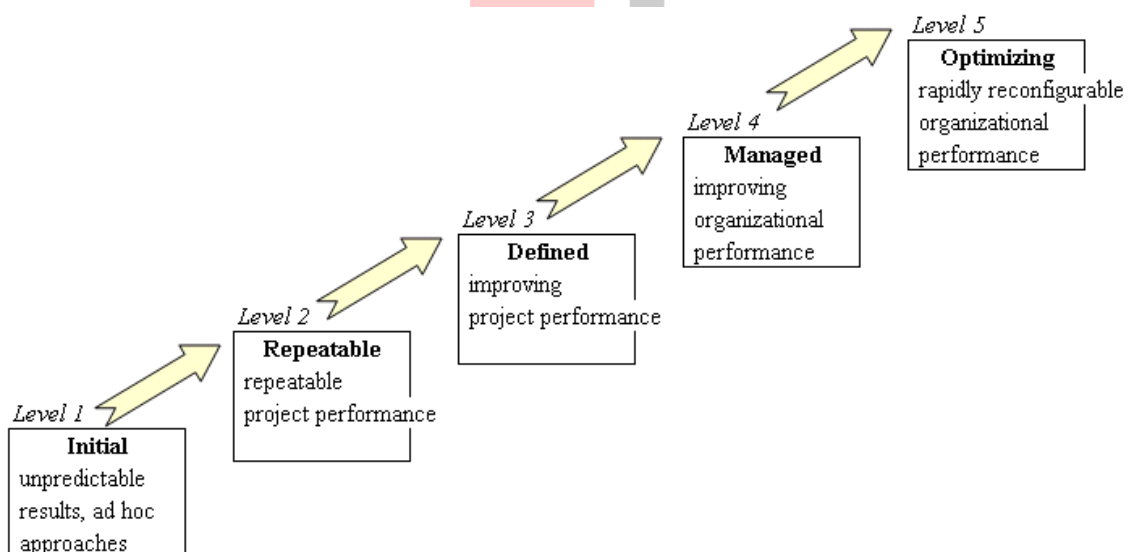 Level 1
Initial
unpredictable
results, ad hoc
approaches
Level 2
Repeatable
repeatable
project performance
Level 3
Defined
improving
project performance
Level 4
Managed
improving
organizational
performance
Level 5
Optimizing
rapidly reconfigurable
organizational
performance